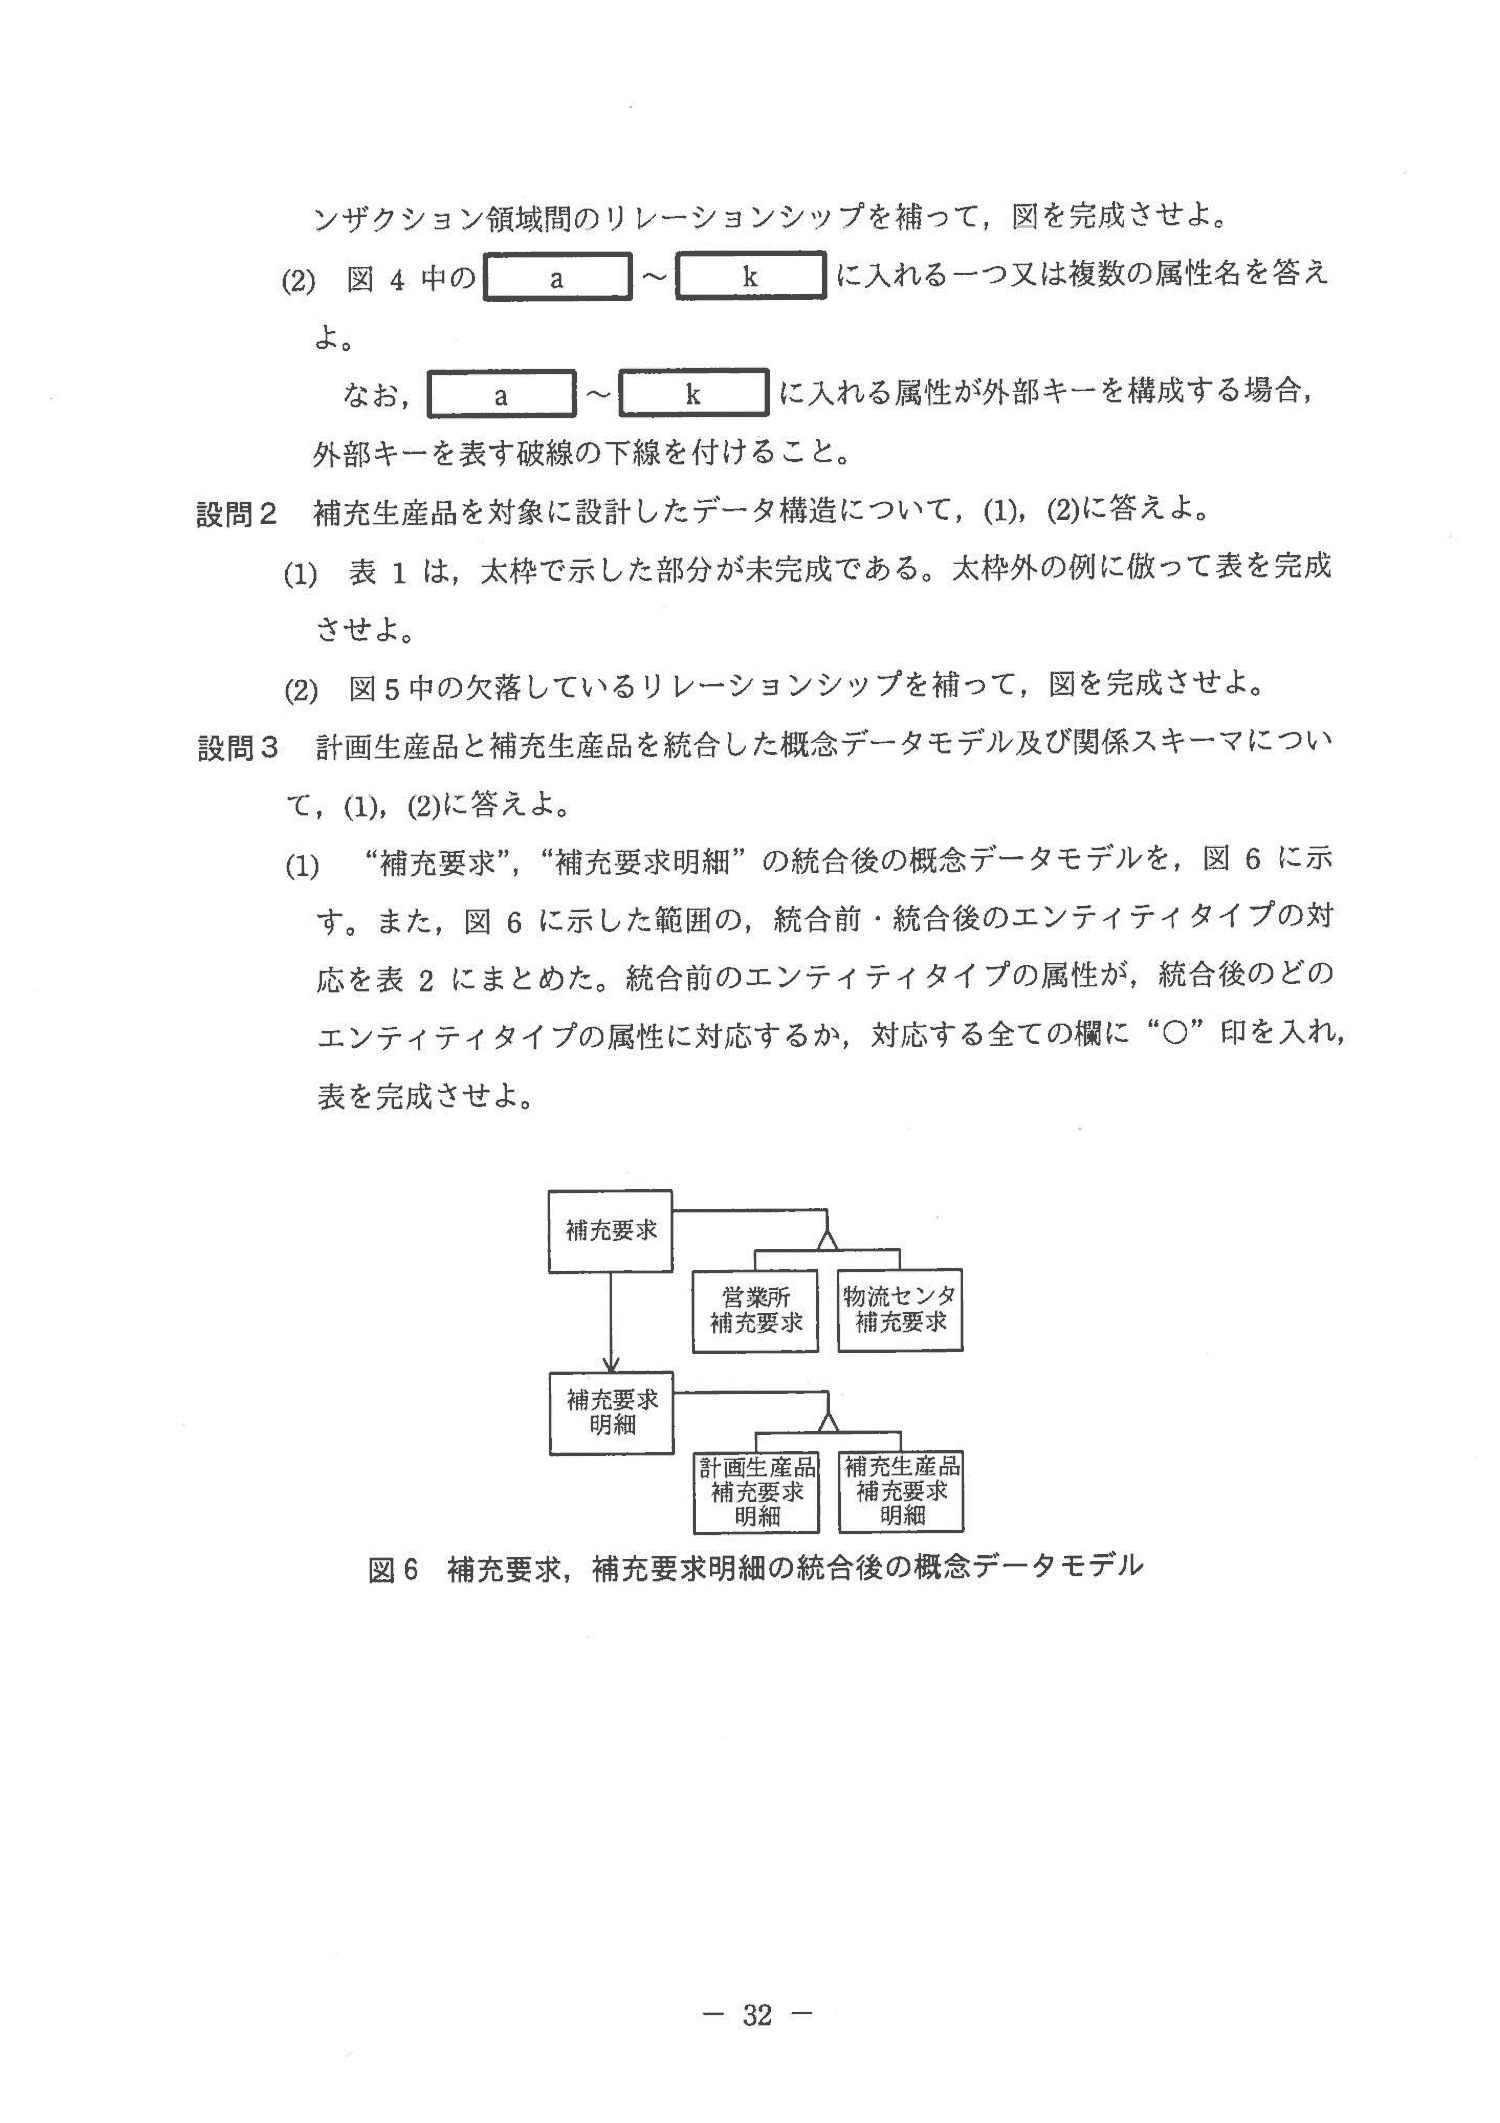 ンザクション領域間のリレーションシップを補って，図を完成させよ。
(2) 図 4 中の a ～ k に入れる一つ又は複数の属性名を答え
よ。
なお， a ～ k に入れる属性が外部キーを構成する場合，
外部キーを表す破線の下線を付けること。
設問２ 補充生産品を対象に設計したデータ構造について，(1)，(2)に答えよ。
(1) 表 1 は，太枠で示した部分が未完成である。太枠外の例に倣って表を完成
させよ。
(2) 図 5 中の欠落しているリレーションシップを補って，図を完成させよ。
設問３ 計画生産品と補充生産品を統合した概念データモデル及び関係スキーマについ
て，(1)，(2)に答えよ。
(1) “補充要求”，“補充要求明細” の統合後の概念データモデルを，図 6 に示
す。また，図 6 に示した範囲の，統合前・統合後のエンティティタイプの対
応を表 2 にまとめた。統合前のエンティティタイプの属性が，統合後のどの
エンティティタイプの属性に対応するか，対応する全ての欄に “〇” 印を入れ，
表を完成させよ。
補充要求
営業所
補充要求
物流センタ
補充要求
補充要求
明細
計画生産品
補充要求
明細
補充生産品
補充要求
明細
図６ 補充要求，補充要求明細の統合後の概念データモデル
－ 32 －